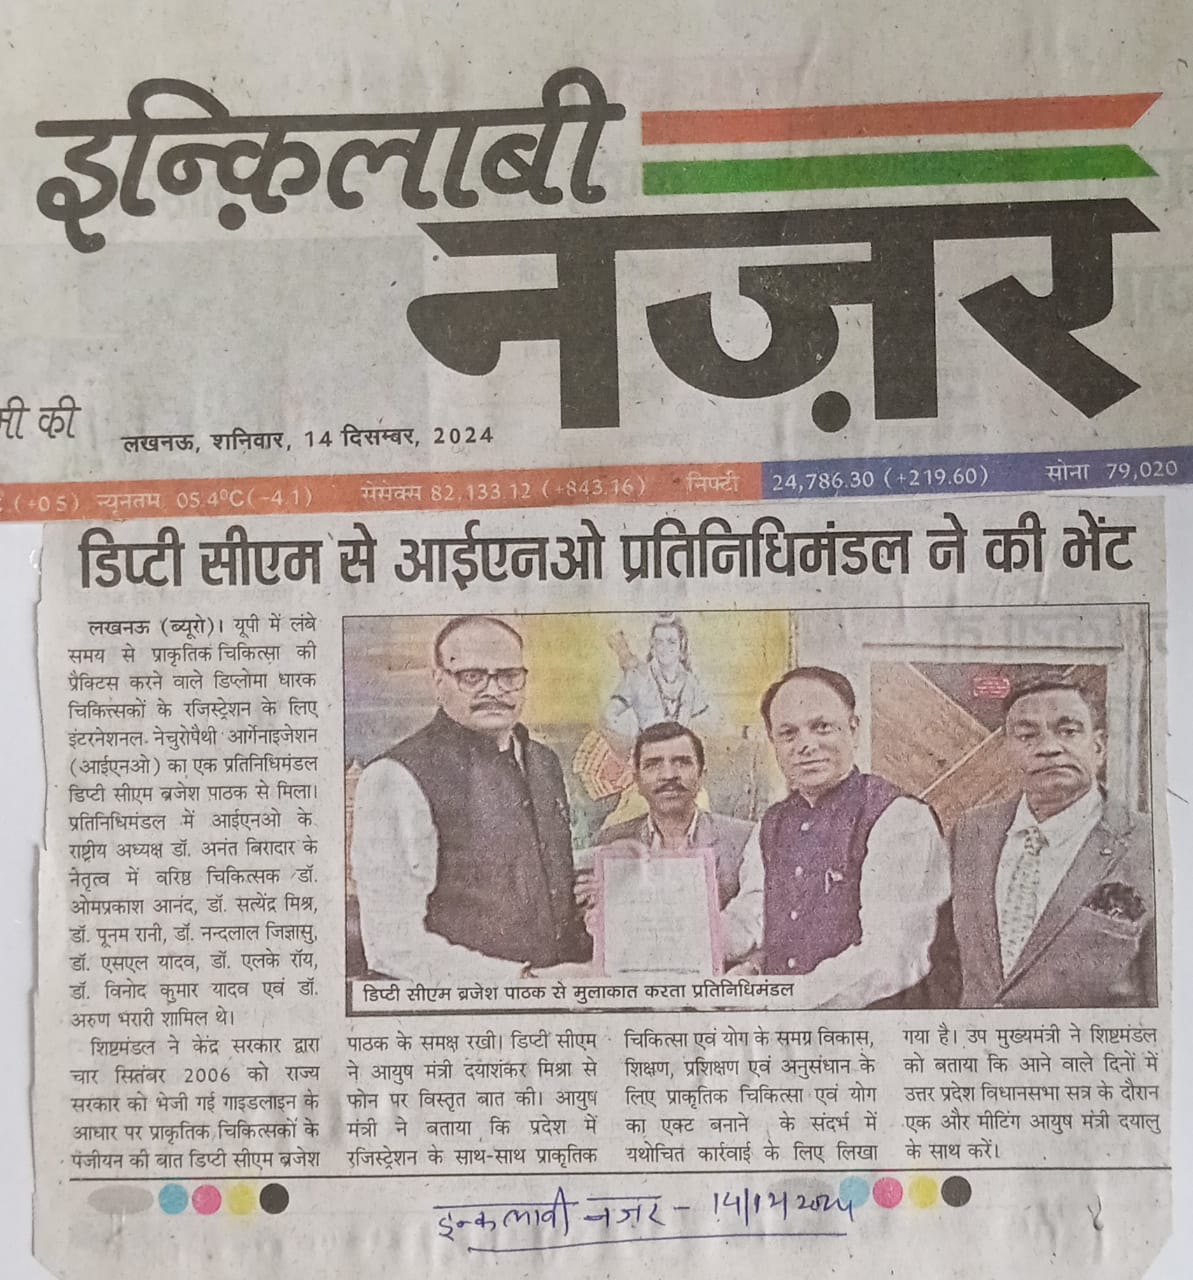 इन्क़िलाबी
नज़र
मी की
लखनऊ, शनिवार, 14 दिसम्बर, 2024
(+0 5) न्यूनतम 05.4°C(-4.1) सेंसेक्स 82,133.12 (+843.16) निफ्टी 24,786.30 (+219.60) सोना 79,020
डिप्टी सीएम से आईएनओ प्रतिनिधिमंडल ने की भेंट
लखनऊ (ब्यूरो)। यूपी में लंबे
समय से प्राकृतिक चिकित्सा की
प्रैक्टिस करने वाले डिप्लोमा धारक
चिकित्सकों के रजिस्ट्रेशन के लिए
इंटरनेशनल नेचुरोपैथी आर्गेनाइजेशन
(आईएनओ) का एक प्रतिनिधिमंडल
डिप्टी सीएम ब्रजेश पाठक से मिला।
प्रतिनिधिमंडल में आईएनओ के
राष्ट्रीय अध्यक्ष डॉ. अनंत बिरादार के
नेतृत्व में वरिष्ठ चिकित्सक डॉ.
ओमप्रकाश आनंद, डॉ. सत्येंद्र मिश्र,
डॉ. पूनम रानी, डॉ. नन्दलाल जिज्ञासु,
डॉ. एसएल यादव, डॉ. एलके रॉय,
डॉ. विनोद कुमार यादव एवं डॉ.
अरुण भरारी शामिल थे।
शिष्टमंडल ने केंद्र सरकार द्वारा
चार सितंबर 2006 को राज्य
सरकार को भेजी गई गाइडलाइन के
आधार पर प्राकृतिक चिकित्सकों के
पंजीयन की बात डिप्टी सीएम ब्रजेश
डिप्टी सीएम ब्रजेश पाठक से मुलाकात करता प्रतिनिधिमंडल
पाठक के समक्ष रखी। डिप्टी सीएम
ने आयुष मंत्री दयाशंकर मिश्रा से
फोन पर विस्तृत बात की। आयुष
मंत्री ने बताया कि प्रदेश में
रजिस्ट्रेशन के साथ-साथ प्राकृतिक
चिकित्सा एवं योग के समग्र विकास,
शिक्षण, प्रशिक्षण एवं अनुसंधान के
लिए प्राकृतिक चिकित्सा एवं योग
का एक्ट बनाने के संदर्भ में
यथोचित कार्रवाई के लिए लिखा
गया है। उप मुख्यमंत्री ने शिष्टमंडल
को बताया कि आने वाले दिनों में
उत्तर प्रदेश विधानसभा सत्र के दौरान
एक और मीटिंग आयुष मंत्री दयालु
के साथ करें।
इन्कलावी नजर - 14/12/2024